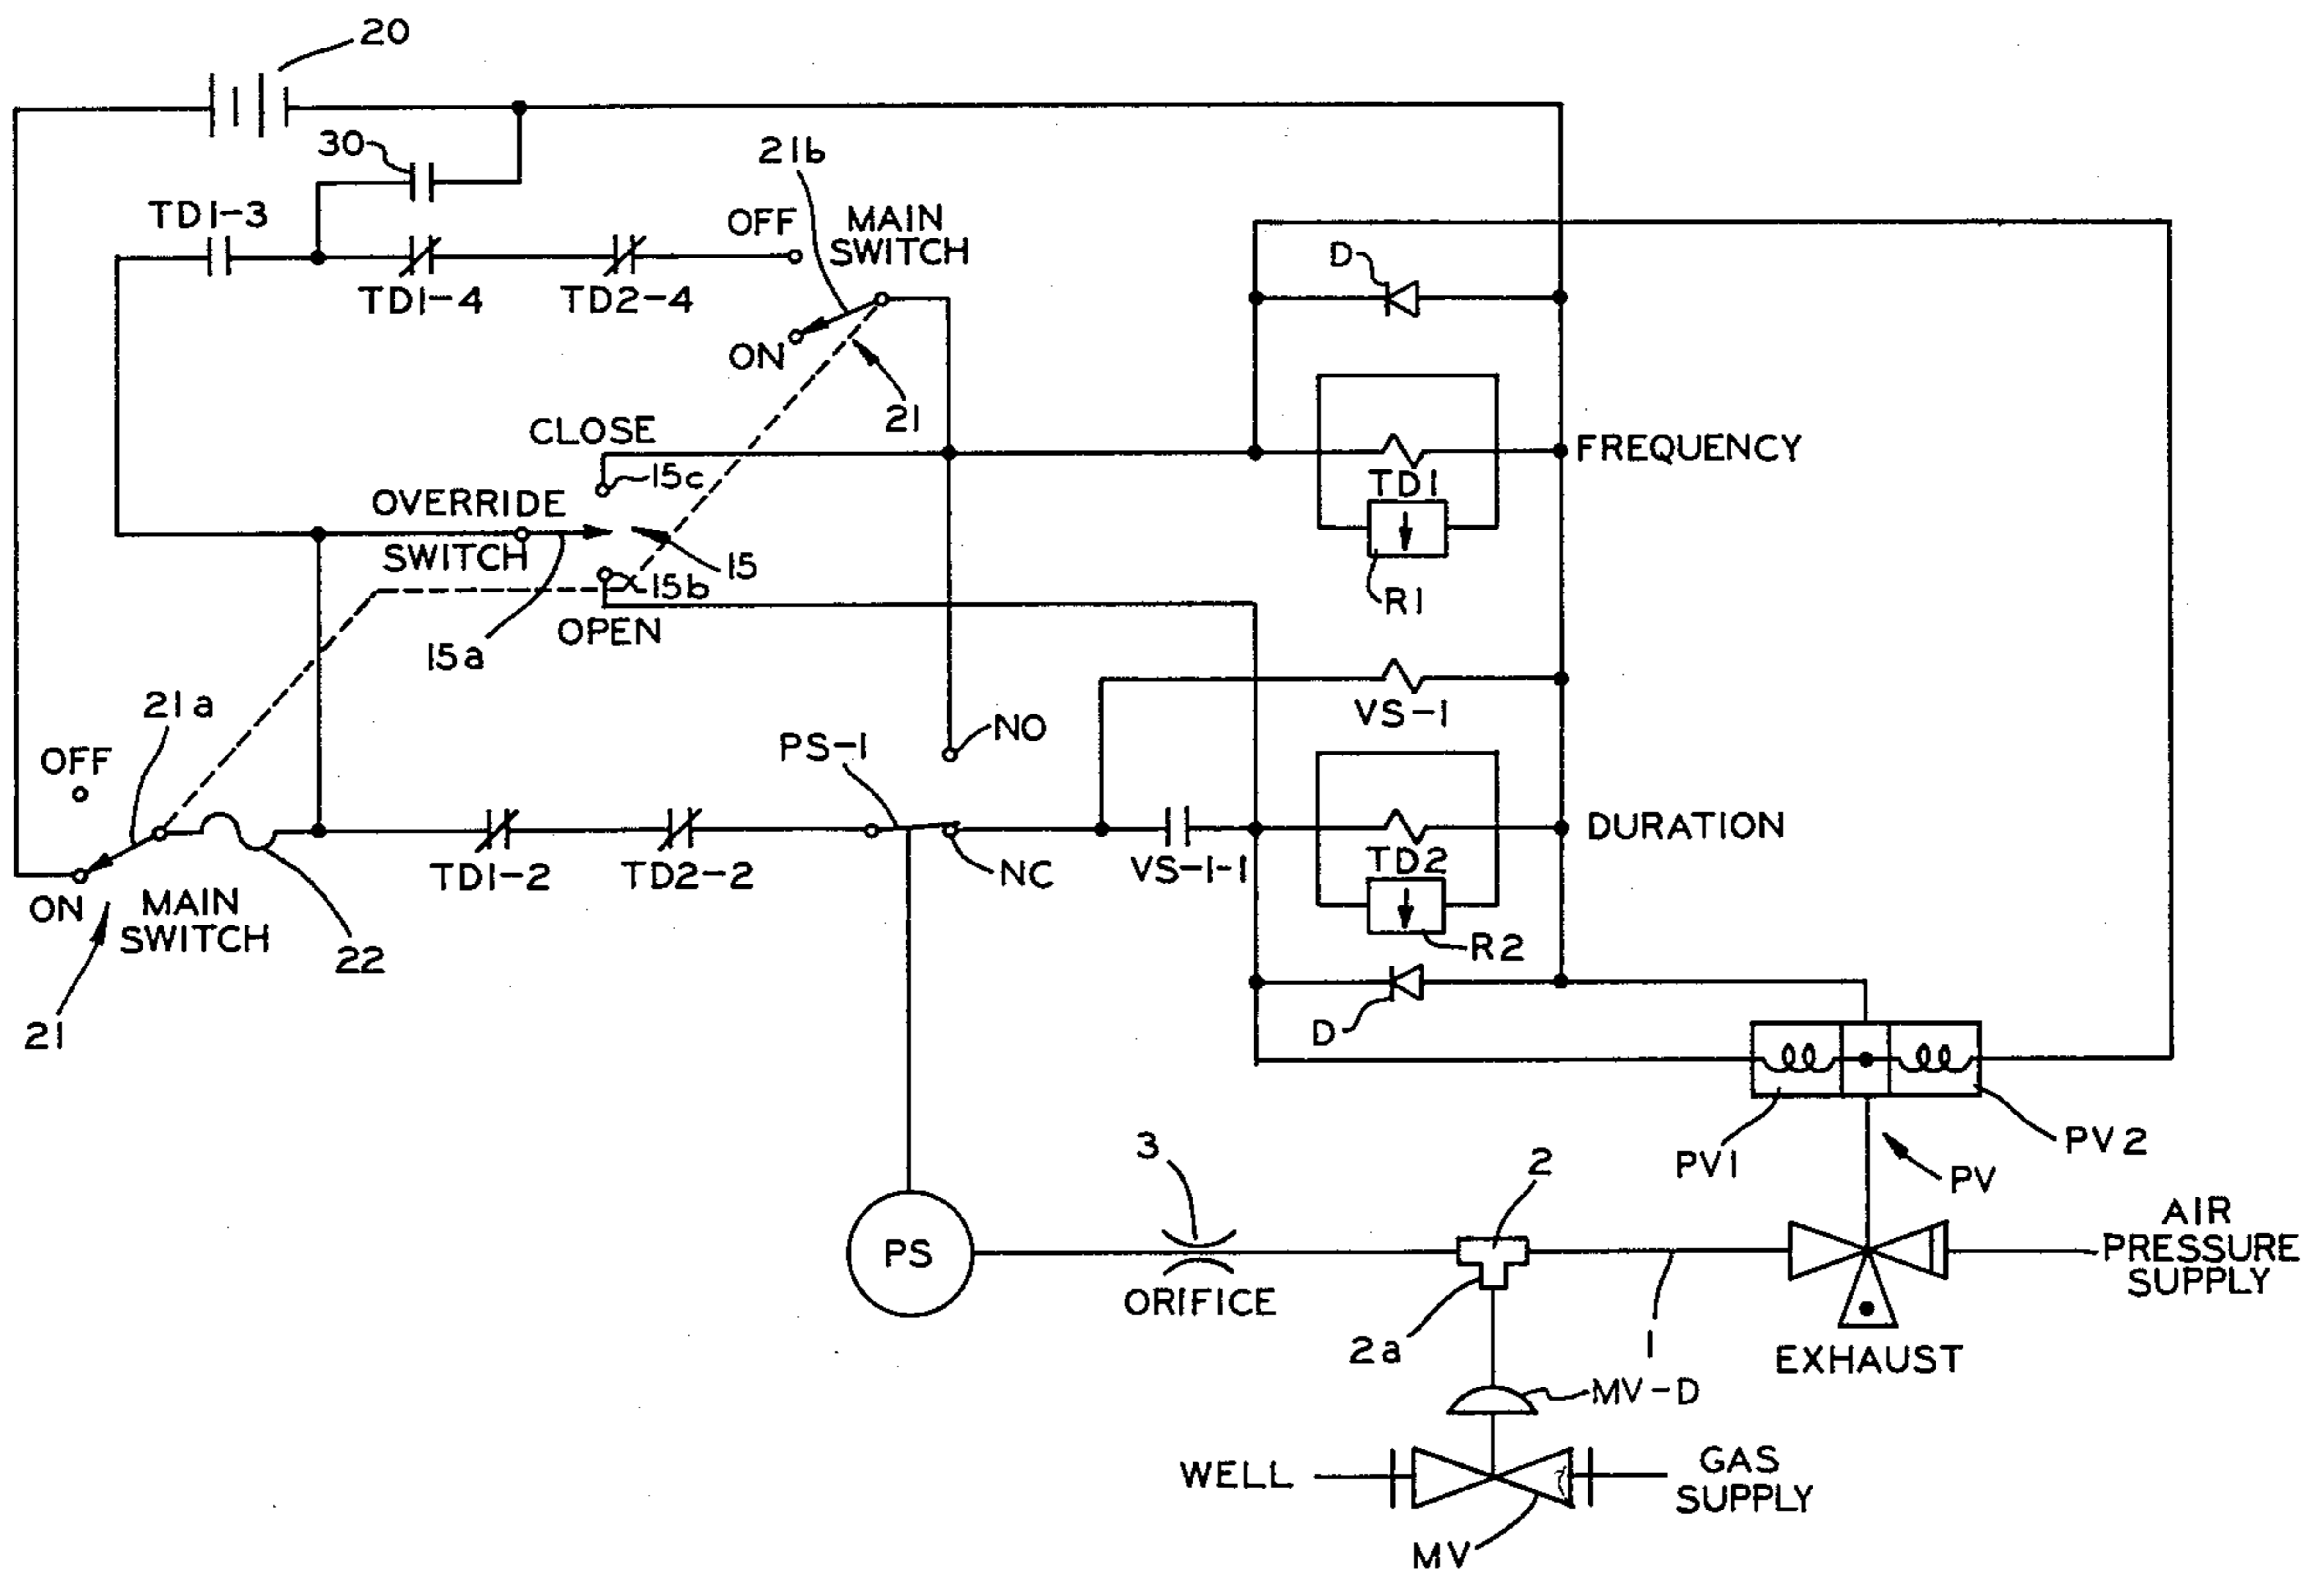 20
30
21b
TD1-3
OFF
MAIN
SWITCH
D
TD1-4
TD2-4
ON
21
CLOSE
FREQUENCY
15c
TD1
OVERRIDE
SWITCH
15
15b
R1
OPEN
15a
21a
VS-1
NO
PS-1
OFF
DURATION
TD1-2
TD2-2
NC
VS-1-1
TD2
ON
MAIN
SWITCH
22
R2
21
D
3
2
PV1
PV2
PV
AIR
PRESSURE
SUPPLY
PS
ORIFICE
2a
1
EXHAUST
MV-D
WELL
GAS
SUPPLY
MV